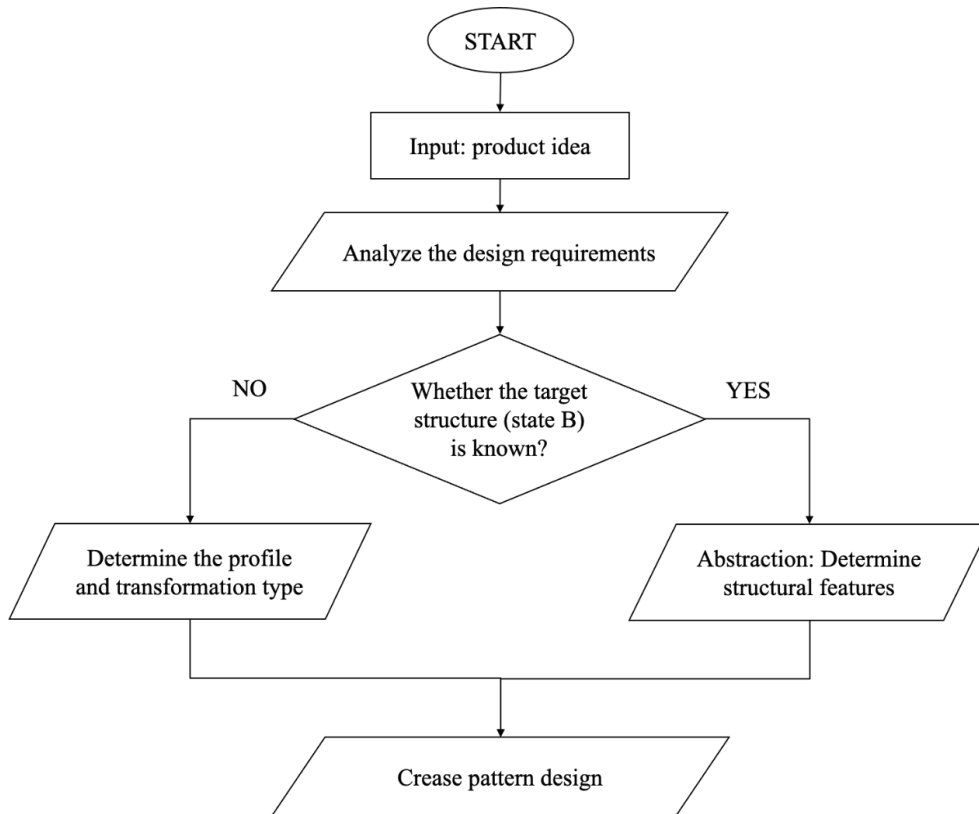 START
Input: product idea
Analyze the design requirements
NO
Whether the target
structure (state B)
is known?
YES
Determine the profile
and transformation type
Abstraction: Determine
structural features
Crease pattern design